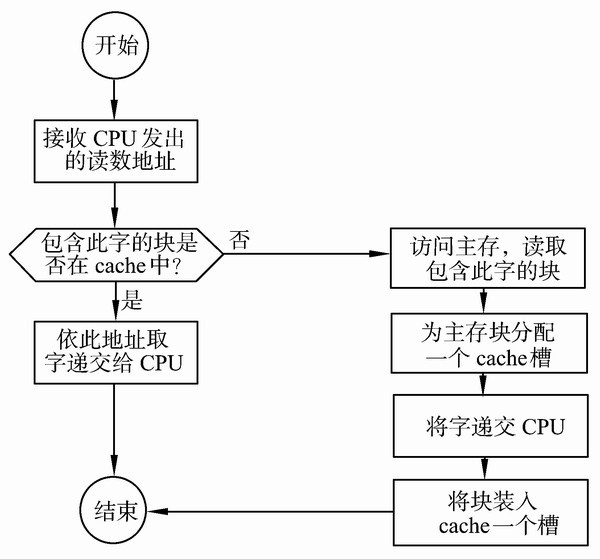 开始
接收 CPU 发出
的读数地址
包含此字的块是
否在 cache 中？
否
是
依此地址取
字递交给 CPU
访问主存，读取
包含此字的块
为主存块分配
一个 cache 槽
将字递交 CPU
将块装入
cache 一个槽
结束